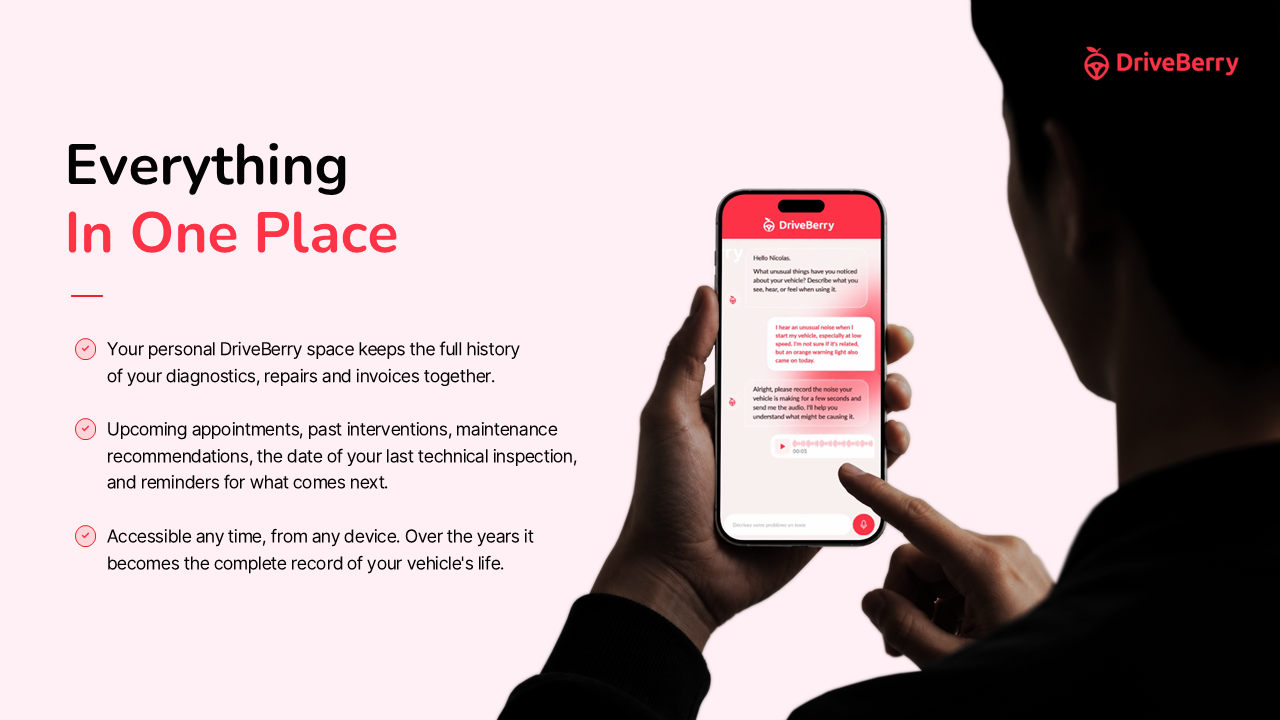 DriveBerry
Everything
In One Place
Your personal DriveBerry space keeps the full history
of your diagnostics, repairs and invoices together.
Upcoming appointments, past interventions, maintenance
recommendations, the date of your last technical inspection,
and reminders for what comes next.
Accessible any time, from any device. Over the years it
becomes the complete record of your vehicle's life.
DriveBerry
ry
Hello Nicolas.
What unusual things have you noticed
about your vehicle? Describe what you
see, hear, or feel when using it.
I hear an unusual noise when I
start my vehicle, especially at low
speed. I'm not sure if it's related,
but an orange warning light also
came on today.
Alright, please record the noise your
vehicle is making for a few seconds and
send me the audio. I'll help you
understand what might be causing it.
00:05
Décrivez votre problème en texte